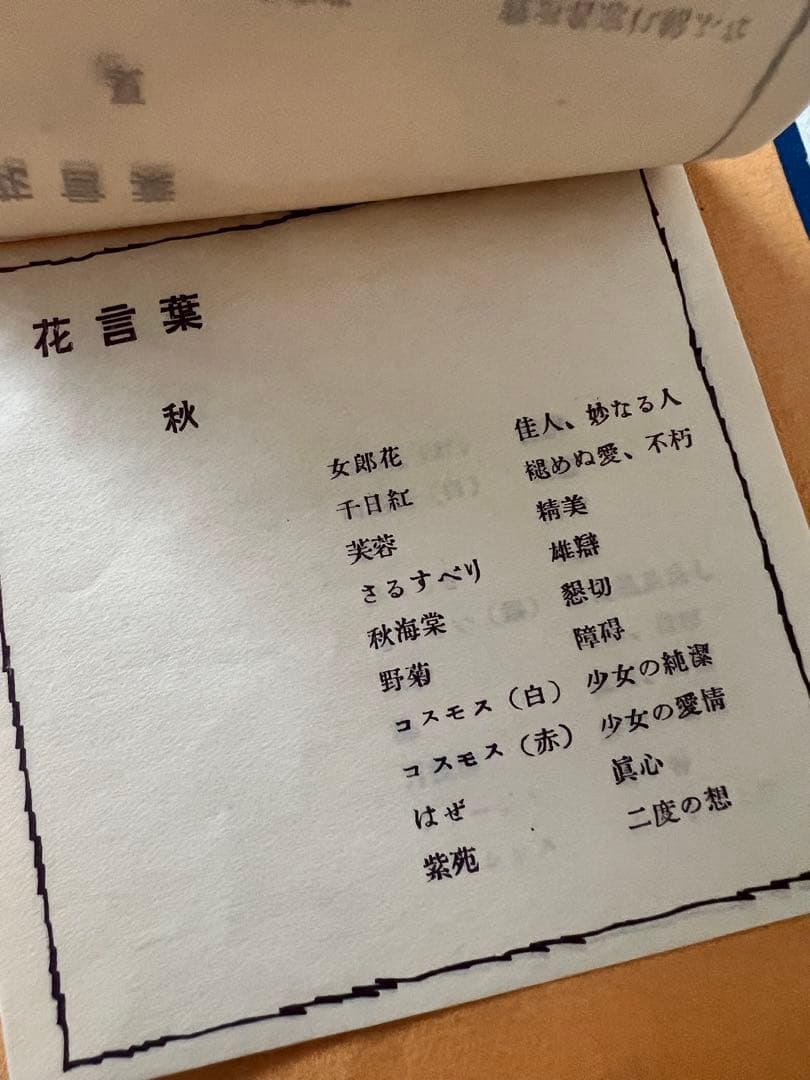 花言葉
秋
女郎花 佳人、妙なる人
千日紅 褪めぬ愛、不朽
芙蓉 精美
さるすべり 雄辯
秋海棠 懇切
野菊 障碍
コスモス（白） 少女の純潔
コスモス（赤） 少女の愛情
はぜ 眞心
紫苑 二度の想